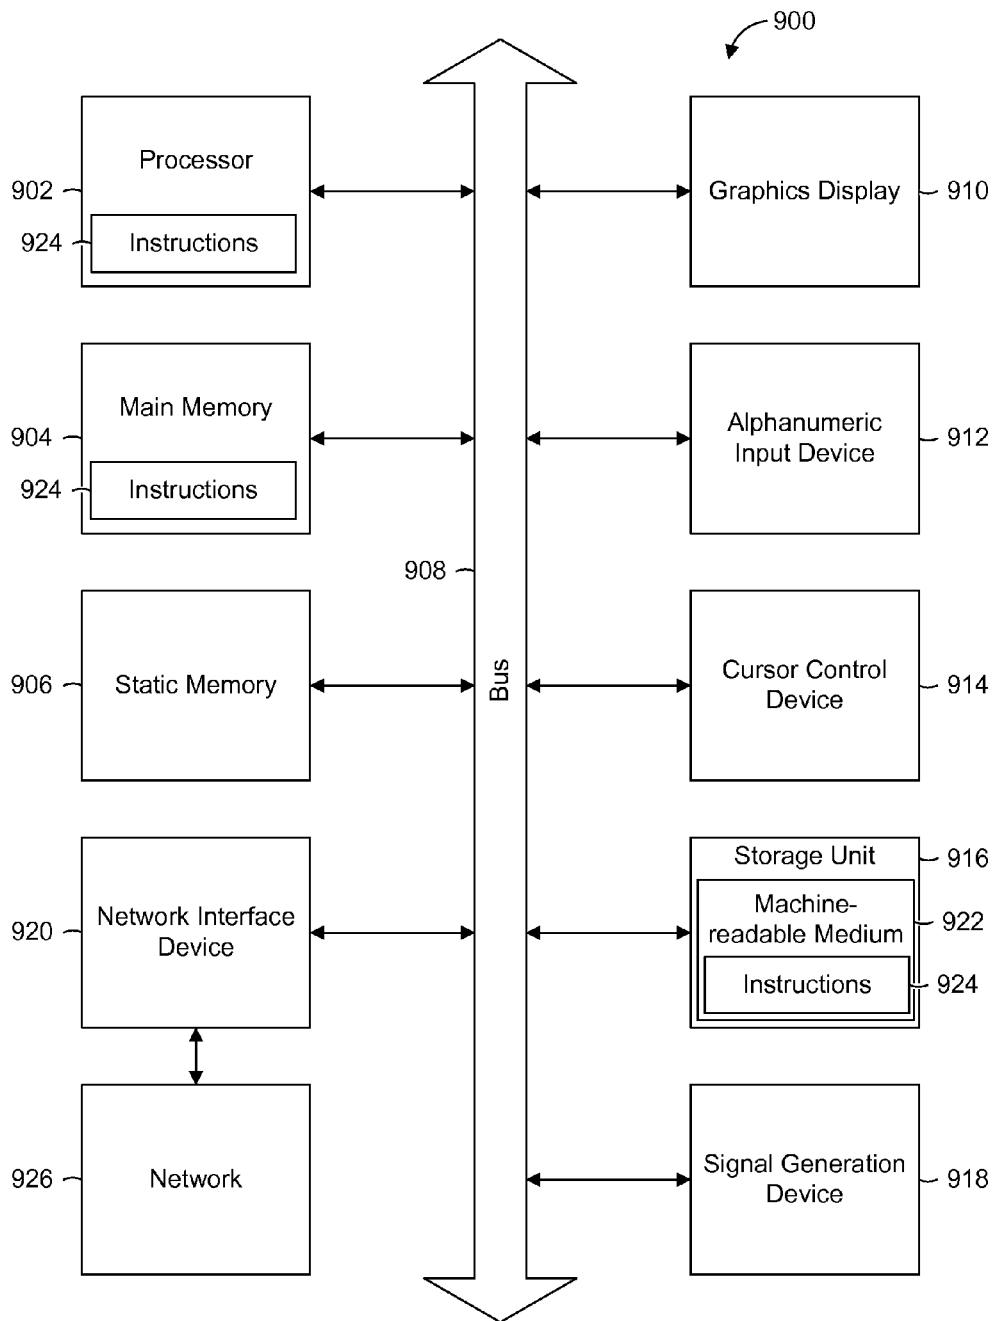 900
Processor
902
924
Instructions
Graphics Display
910
Main Memory
904
924
Instructions
Alphanumeric
Input Device
912
908
Bus
Static Memory
906
Cursor Control
Device
914
Network Interface
Device
920
Storage Unit
916
Machine-
readable Medium
922
Instructions
924
Network
926
Signal Generation
Device
918